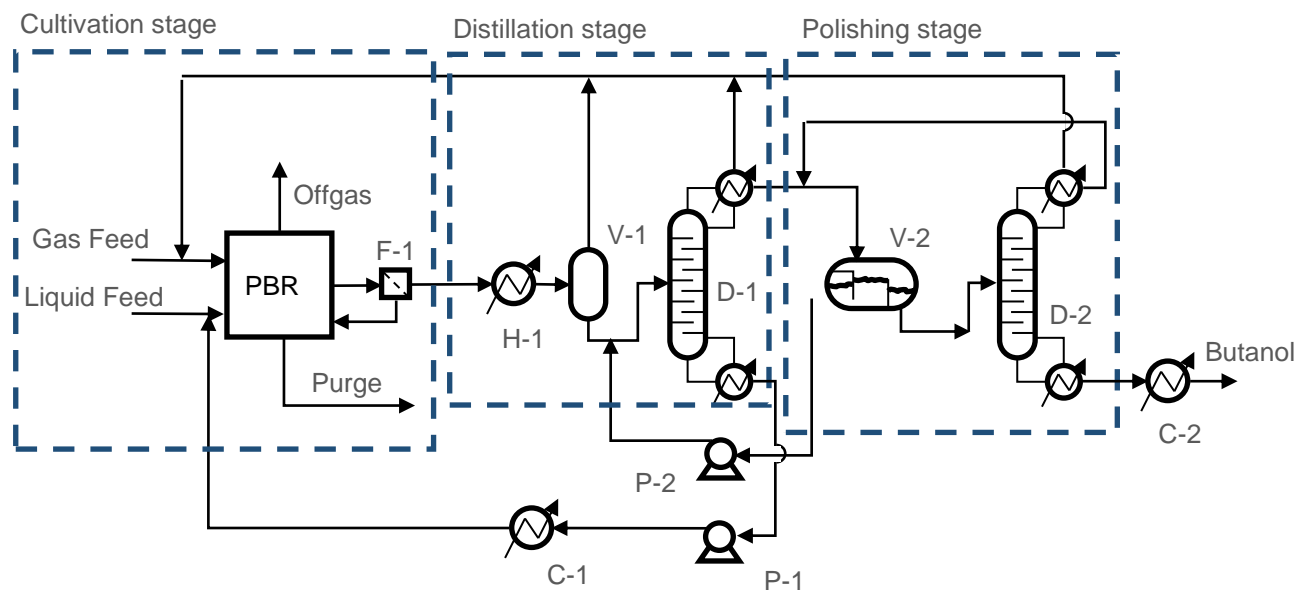 Cultivation stage
Distillation stage
Polishing stage
Offgas
Gas Feed
F-1
V-1
V-2
Liquid Feed
PBR
D-1
D-2
H-1
Butanol
Purge
C-2
P-2
C-1
P-1